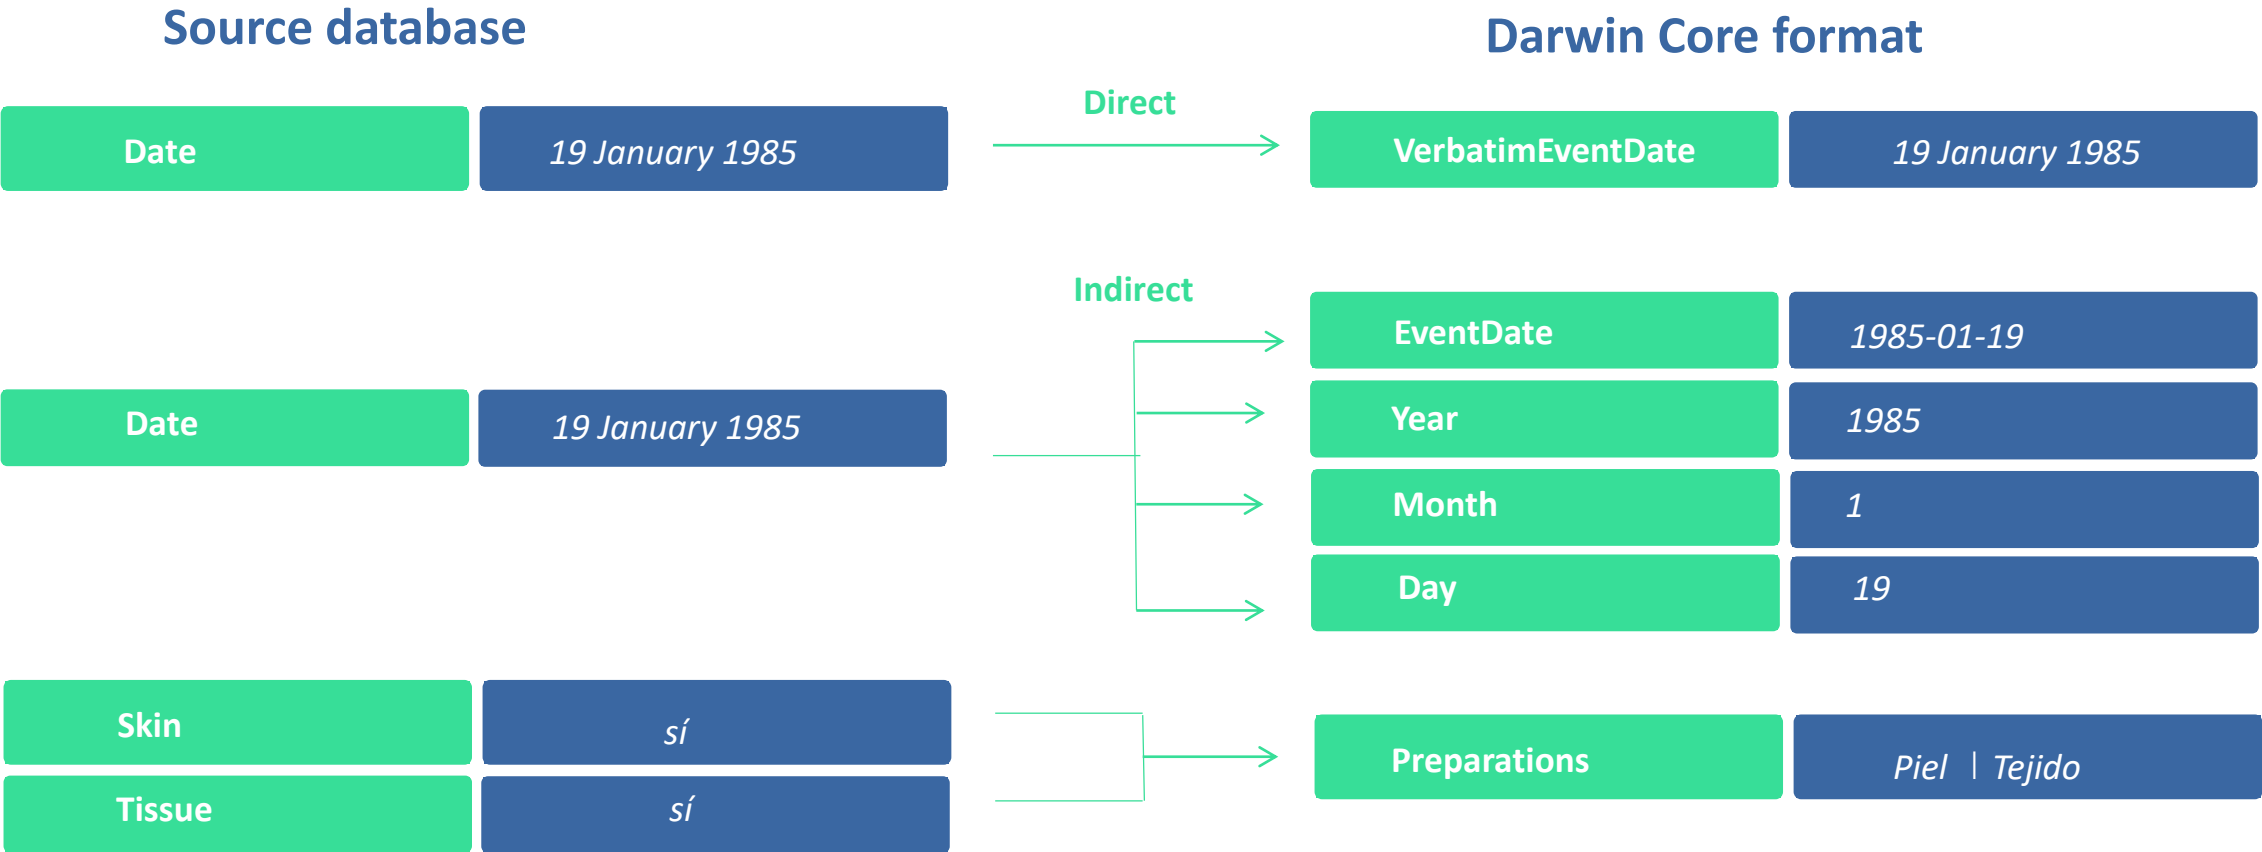 Source database
Darwin Core format
Direct
Date
19 January 1985
VerbatimEventDate
19 January 1985
Indirect
Date
19 January 1985
EventDate
1985-01-19
Year
1985
Month
1
Day
19
Skin
sí
Tissue
sí
Preparations
Piel | Tejido